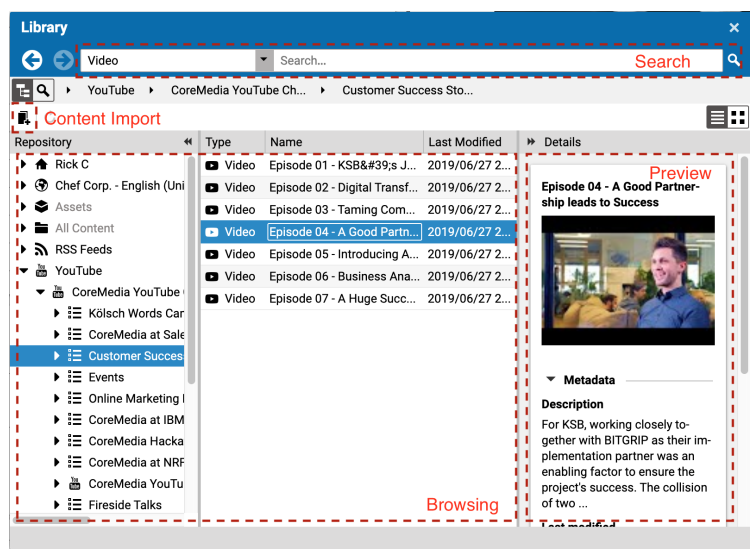 Library
Video
Search...
Search
YouTube
CoreMedia YouTube Ch...
Customer Success Sto...
Content Import
Repository
Type
Name
Last Modified
Details
Rick C
Chef Corp. - English (Uni
Assets
All Content
RSS Feeds
YouTube
CoreMedia YouTube
Kölsch Words Car
CoreMedia at Sale
Customer Succes
Events
Online Marketing
CoreMedia at IBM
CoreMedia Hacka
CoreMedia at NRF
CoreMedia YouTu
Fireside Talks
Video Episode 01 - KSB&#39;s J... 2019/06/27 2...
Video Episode 02 - Digital Transf... 2019/06/27 2...
Video Episode 03 - Taming Com... 2019/06/27 2...
Video Episode 04 - A Good Partn... 2019/06/27 2...
Video Episode 05 - Introducing A... 2019/06/27 2...
Video Episode 06 - Business Ana... 2019/06/27 2...
Video Episode 07 - A Huge Succ... 2019/06/27 2...
Browsing
Preview
Episode 04 - A Good Partner-
ship leads to Success
Metadata
Description
For KSB, working closely to-
gether with BITGRIP as their im-
plementation partner was an
enabling factor to ensure the
project's success. The collision
of two ...
Last modified